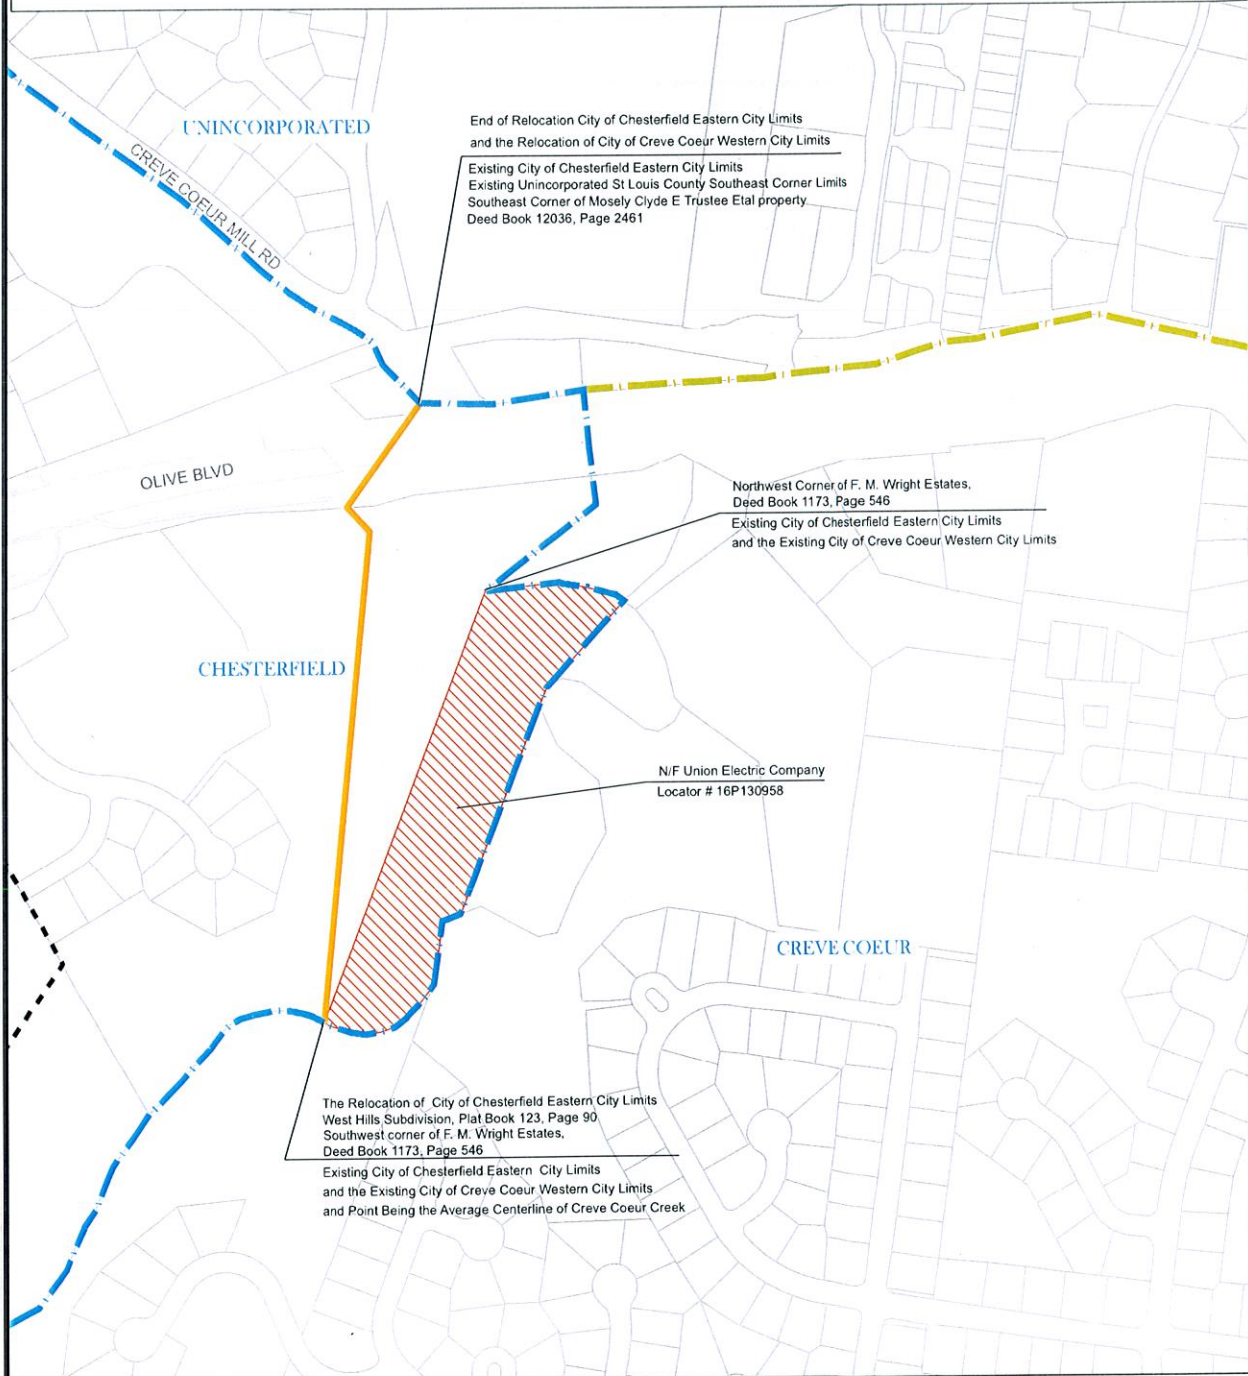 UNINCORPORATED
CREVE COEUR MILL RD
End of Relocation City of Chesterfield Eastern City Limits
and the Relocation of City of Creve Coeur Western City Limits
Existing City of Chesterfield Eastern City Limits
Existing Unincorporated St Louis County Southeast Corner Limits
Southeast Corner of Mosely Clyde E Trustee Etal property
Deed Book 12036, Page 2461
OLIVE BLVD
Northwest Corner of F. M. Wright Estates,
Deed Book 1173, Page 546
Existing City of Chesterfield Eastern City Limits
and the Existing City of Creve Coeur Western City Limits
CHESTERFIELD
N/F Union Electric Company
Locator # 16P130958
CREVE COEUR
The Relocation of City of Chesterfield Eastern City Limits
West Hills Subdivision, Plat Book 123, Page 90
Southwest corner of F. M. Wright Estates,
Deed Book 1173, Page 546
Existing City of Chesterfield Eastern City Limits
and the Existing City of Creve Coeur Western City Limits
and Point Being the Average Centerline of Creve Coeur Creek